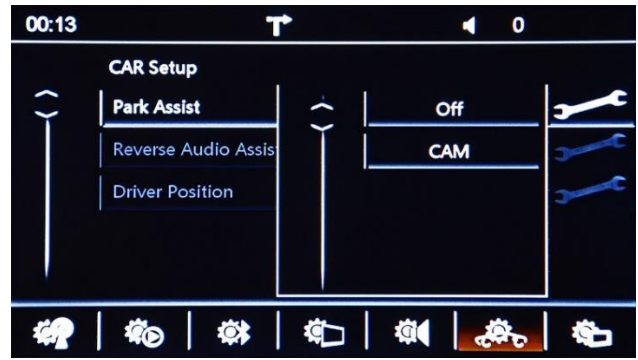 00:13
0
CAR Setup
Park Assist
Off
Reverse Audio Assis
CAM
Driver Position